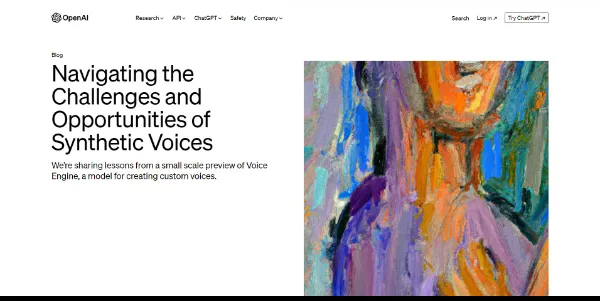 OpenAI Research API ChatGPT Safety Company Search Log in ↗ Try ChatGPT ↗
Blog
Navigating the
Challenges and
Opportunities of
Synthetic Voices
We're sharing lessons from a small scale preview of Voice
Engine, a model for creating custom voices.